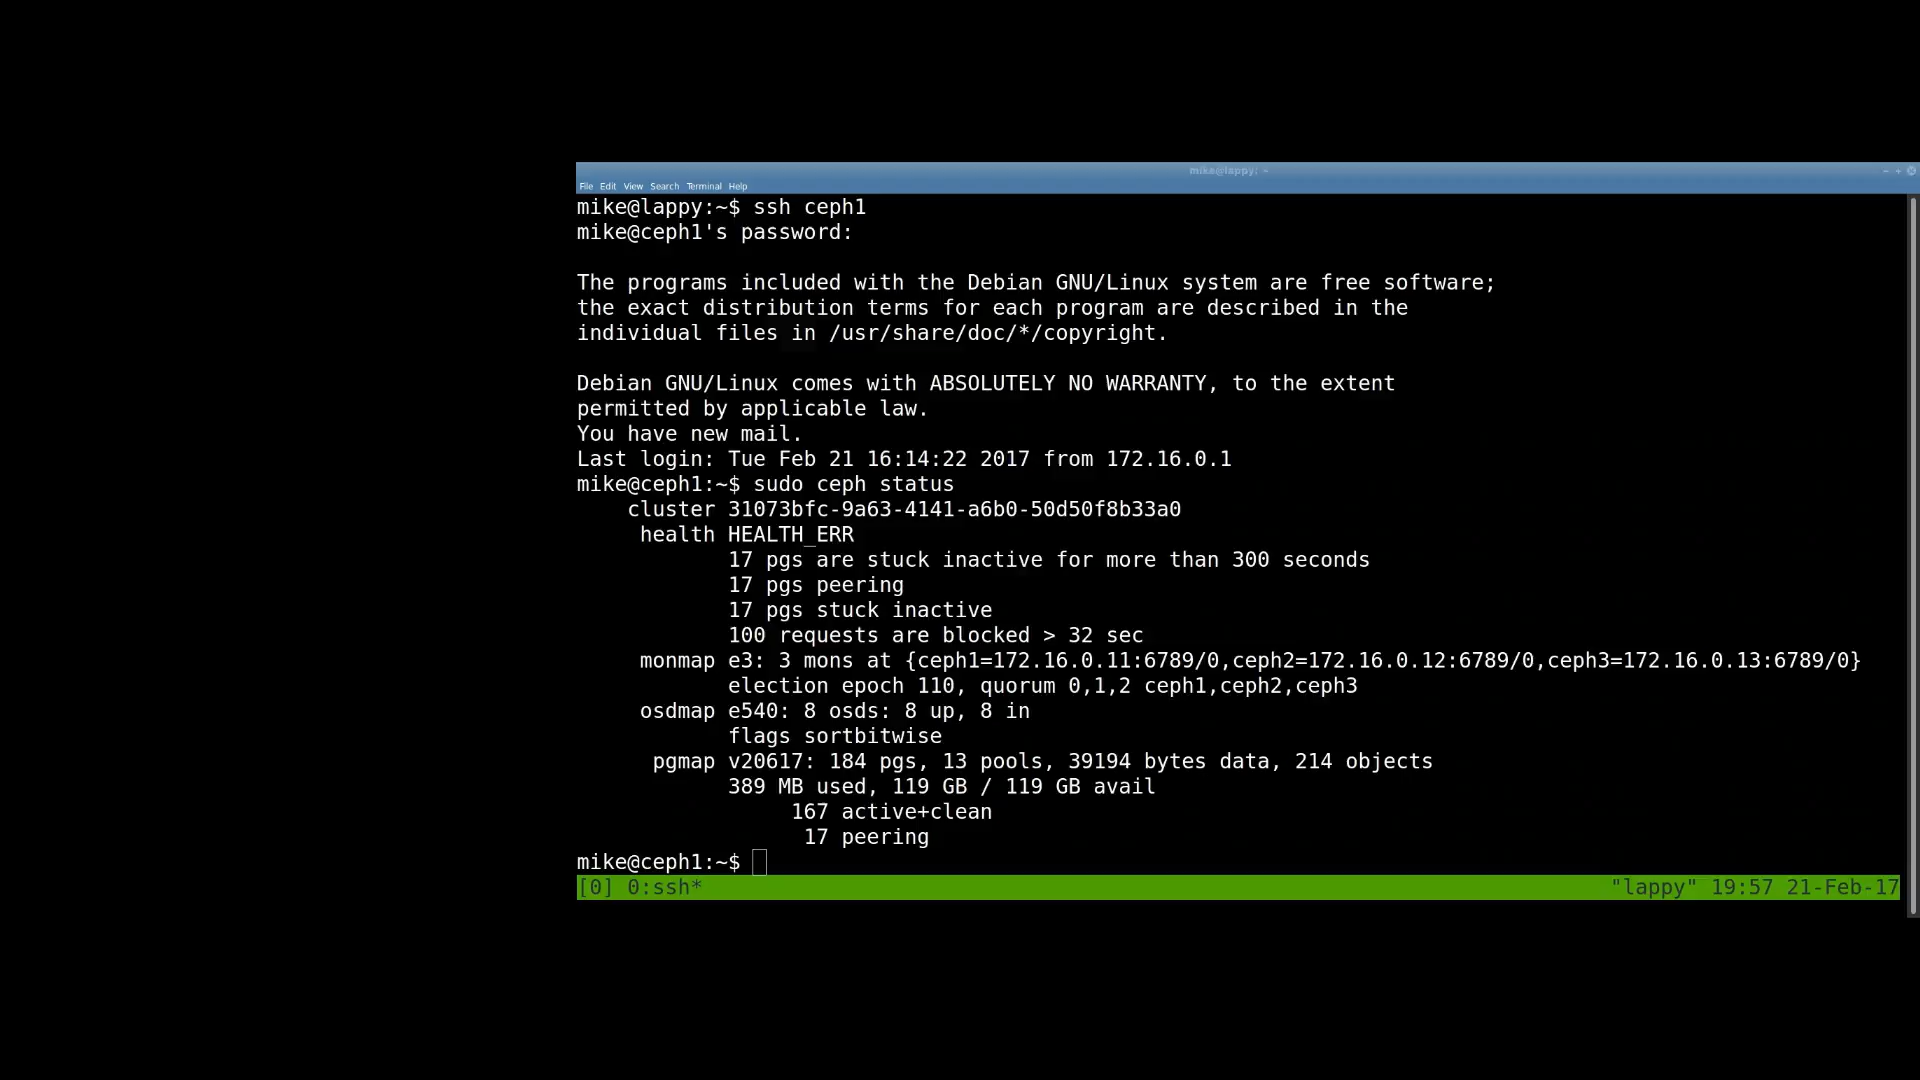 mike@lappy: ~
File Edit View Search Terminal Help
mike@lappy:~$ ssh ceph1
mike@ceph1's password:
The programs included with the Debian GNU/Linux system are free software;
the exact distribution terms for each program are described in the
individual files in /usr/share/doc/*/copyright.
Debian GNU/Linux comes with ABSOLUTELY NO WARRANTY, to the extent
permitted by applicable law.
You have new mail.
Last login: Tue Feb 21 16:14:22 2017 from 172.16.0.1
mike@ceph1:~$ sudo ceph status
cluster 31073bfc-9a63-4141-a6b0-50d50f8b33a0
health HEALTH_ERR
17 pgs are stuck inactive for more than 300 seconds
17 pgs peering
17 pgs stuck inactive
100 requests are blocked > 32 sec
monmap e3: 3 mons at {ceph1=172.16.0.11:6789/0,ceph2=172.16.0.12:6789/0,ceph3=172.16.0.13:6789/0}
election epoch 110, quorum 0,1,2 ceph1,ceph2,ceph3
osdmap e540: 8 osds: 8 up, 8 in
flags sortbitwise
pgmap v20617: 184 pgs, 13 pools, 39194 bytes data, 214 objects
389 MB used, 119 GB / 119 GB avail
167 active+clean
17 peering
mike@ceph1:~$
[0] 0:ssh* "lappy" 19:57 21-Feb-17